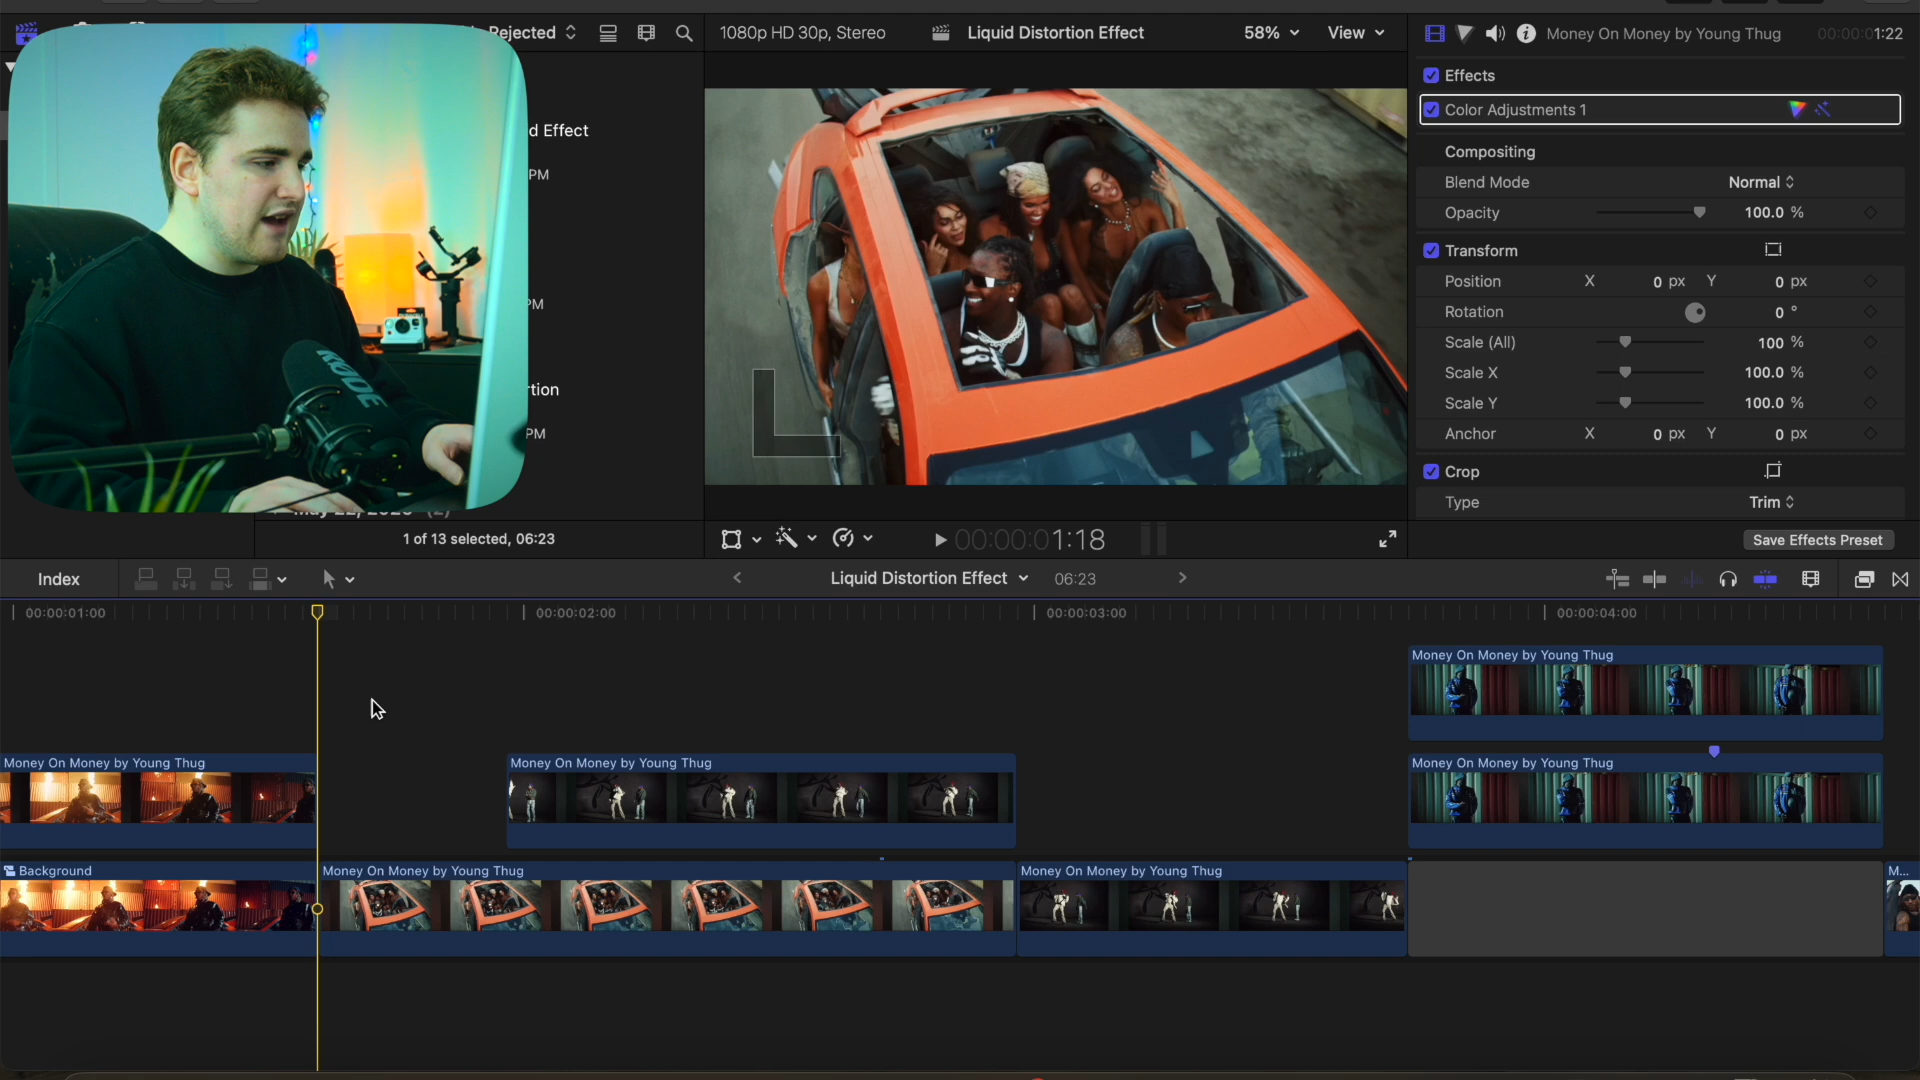 Rejected
1080p HD 30p, Stereo
Liquid Distortion Effect
58%
View
Money On Money by Young Thug
00:00:01:22
Effects
Color Adjustments 1
Compositing
Blend Mode
Normal
Opacity
100.0 %
Transform
Position
X 0 px Y 0 px
Rotation
0 °
Scale (All)
100 %
Scale X
100.0 %
Scale Y
100.0 %
Anchor
X 0 px Y 0 px
Crop
Type
Trim
Save Effects Preset
d Effect
PM
PM
rtion
PM
RØDE
1 of 13 selected, 06:23
00:00:01:18
Index
Liquid Distortion Effect
06:23
00:00:01:00
00:00:02:00
00:00:03:00
00:00:04:00
Money On Money by Young Thug
Money On Money by Young Thug
Money On Money by Young Thug
Money On Money by Young Thug
Background
Money On Money by Young Thug
Money On Money by Young Thug
M...